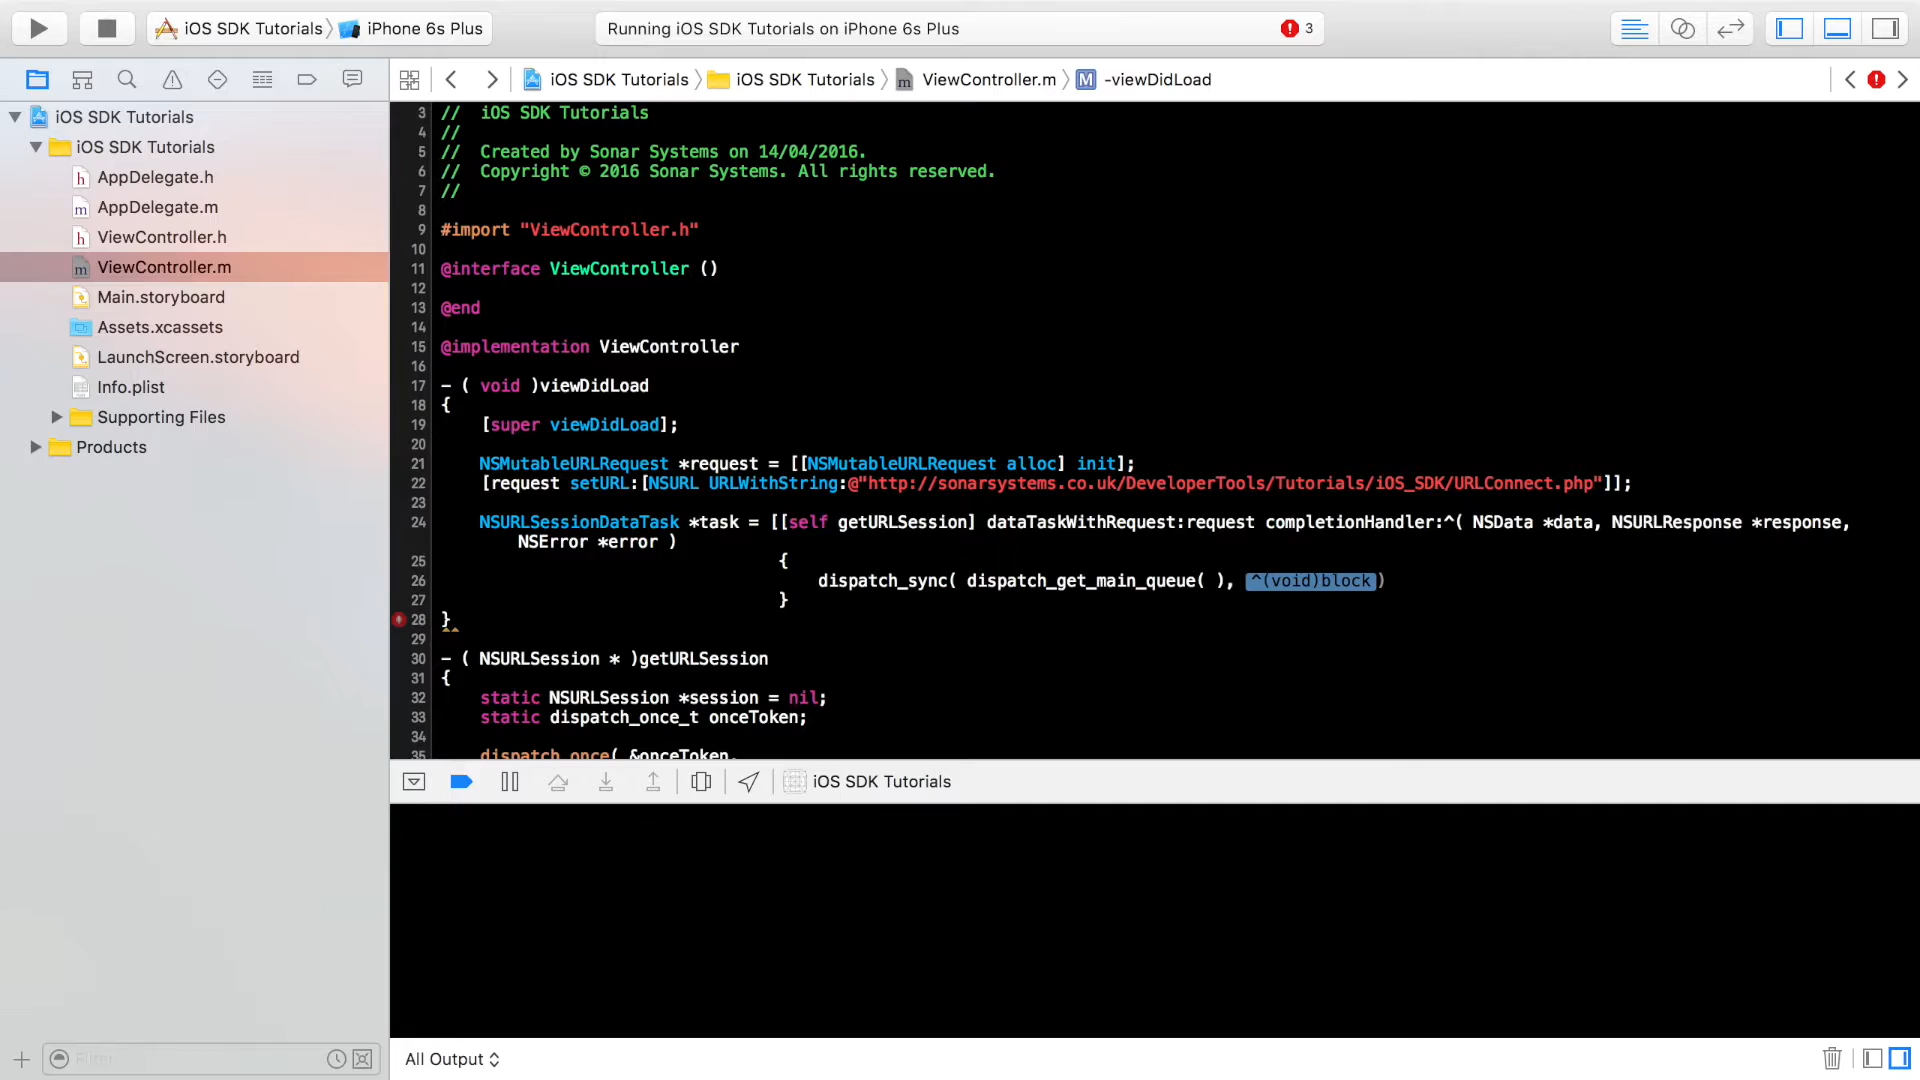 iOS SDK Tutorials iPhone 6s Plus Running iOS SDK Tutorials on iPhone 6s Plus 3
iOS SDK Tutorials iOS SDK Tutorials ViewController.m M -viewDidLoad
iOS SDK Tutorials
iOS SDK Tutorials
h AppDelegate.h
m AppDelegate.m
h ViewController.h
m ViewController.m
Main.storyboard
Assets.xcassets
LaunchScreen.storyboard
Info.plist
Supporting Files
Products
Filter
3 // iOS SDK Tutorials
4 //
5 // Created by Sonar Systems on 14/04/2016.
6 // Copyright © 2016 Sonar Systems. All rights reserved.
7 //
8
9 #import "ViewController.h"
10
11 @interface ViewController ()
12
13 @end
14
15 @implementation ViewController
16
17 - ( void )viewDidLoad
18 {
19 [super viewDidLoad];
20
21 NSMutableURLRequest *request = [[NSMutableURLRequest alloc] init];
22 [request setURL:[NSURL URLWithString:@"http://sonarsystems.co.uk/DeveloperTools/Tutorials/iOS_SDK/URLConnect.php"]];
23
24 NSURLSessionDataTask *task = [[self getURLSession] dataTaskWithRequest:request completionHandler:^( NSData *data, NSURLResponse *response,
NSError *error )
25 {
26 dispatch_sync( dispatch_get_main_queue( ), ^(void)block)
27 }
28 }
29
30 - ( NSURLSession * )getURLSession
31 {
32 static NSURLSession *session = nil;
33 static dispatch_once_t onceToken;
34
35 dispatch_once( &onceToken,
iOS SDK Tutorials
All Output